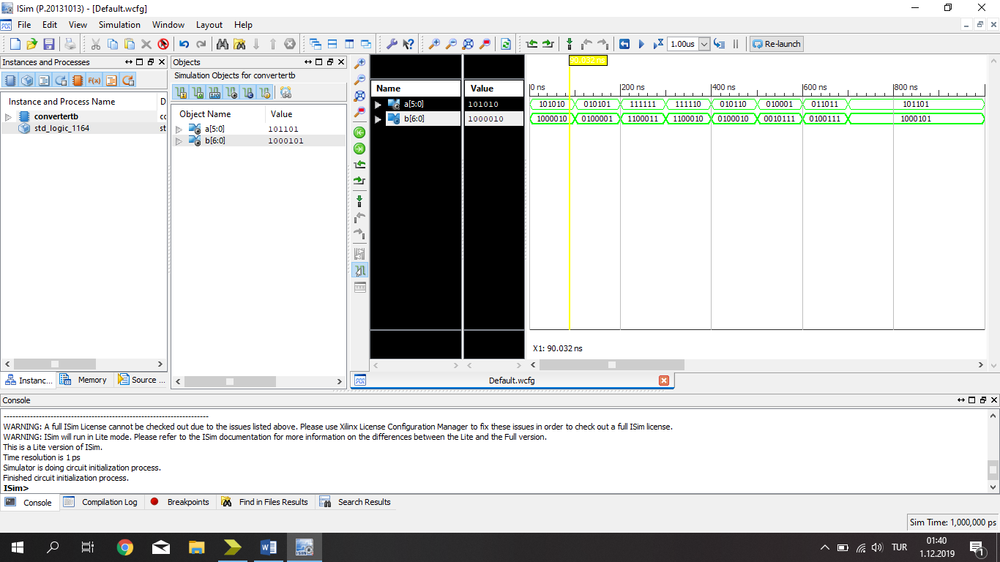 ISim (P.20131013) - [Default.wcfg]
File Edit View Simulation Window Layout Help
1.00us Re-launch
Instances and Processes
Instance and Process Name D
convertertb cc
std_logic_1164 st
Instanc... Memory Source ...
Objects
Simulation Objects for convertertb
Object Name Value
a[5:0] 101101
b[6:0] 1000101
90.032 ns
Name Value
0 ns 200 ns 400 ns 600 ns 800 ns
a[5:0] 101010 101010 010101 111111 111110 010110 010001 011011 101101
b[6:0] 1000010 1000010 0100001 1100011 1100010 0100010 0010111 0100111 1000101
X1: 90.032 ns
Default.wcfg
Console
WARNING: A full ISim License cannot be checked out due to the issues listed above. Please use Xilinx License Configuration Manager to fix these issues in order to check out a full ISim license.
WARNING: ISim will run in Lite mode. Please refer to the ISim documentation for more information on the differences between the Lite and the Full version.
This is a Lite version of ISim.
Time resolution is 1 ps
Simulator is doing circuit initialization process.
Finished circuit initialization process.
ISim>
Console Compilation Log Breakpoints Find in Files Results Search Results
Sim Time: 1,000,000 ps
TUR
01:40
1.12.2019
1